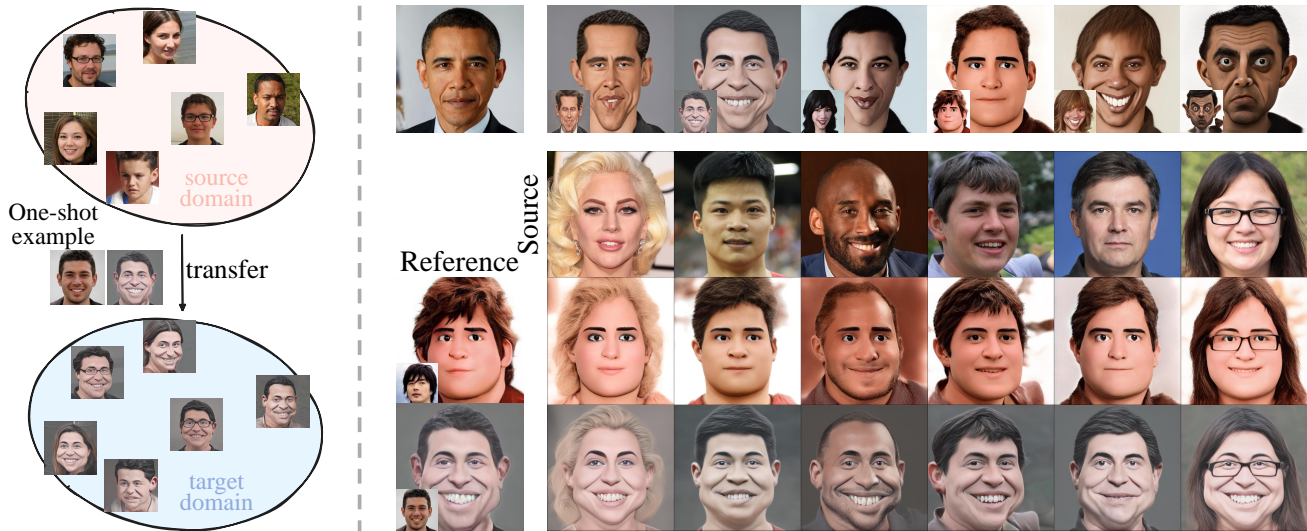 source
domain
One-shot
example
transfer
target
domain
Reference
Source